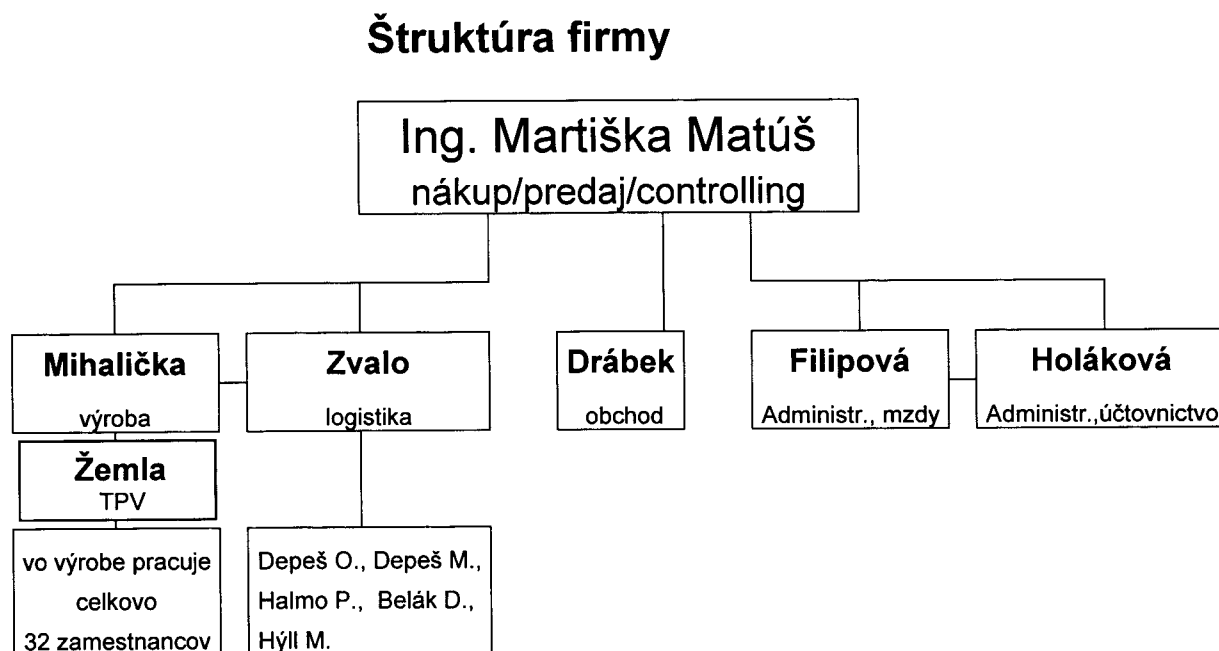 Štruktúra firmy
Ing. Martiška Matúš
nákup/predaj/controlling
Mihalička
výroba
Zvalo
logistika
Drábek
obchod
Filipová
Administr., mzdy
Holáková
Administr.,účtovnictvo
Žemla
TPV
vo výrobe pracuje
celkovo
32 zamestnancov
Depeš O., Depeš M.,
Halmo P., Belák D.,
Hýll M.